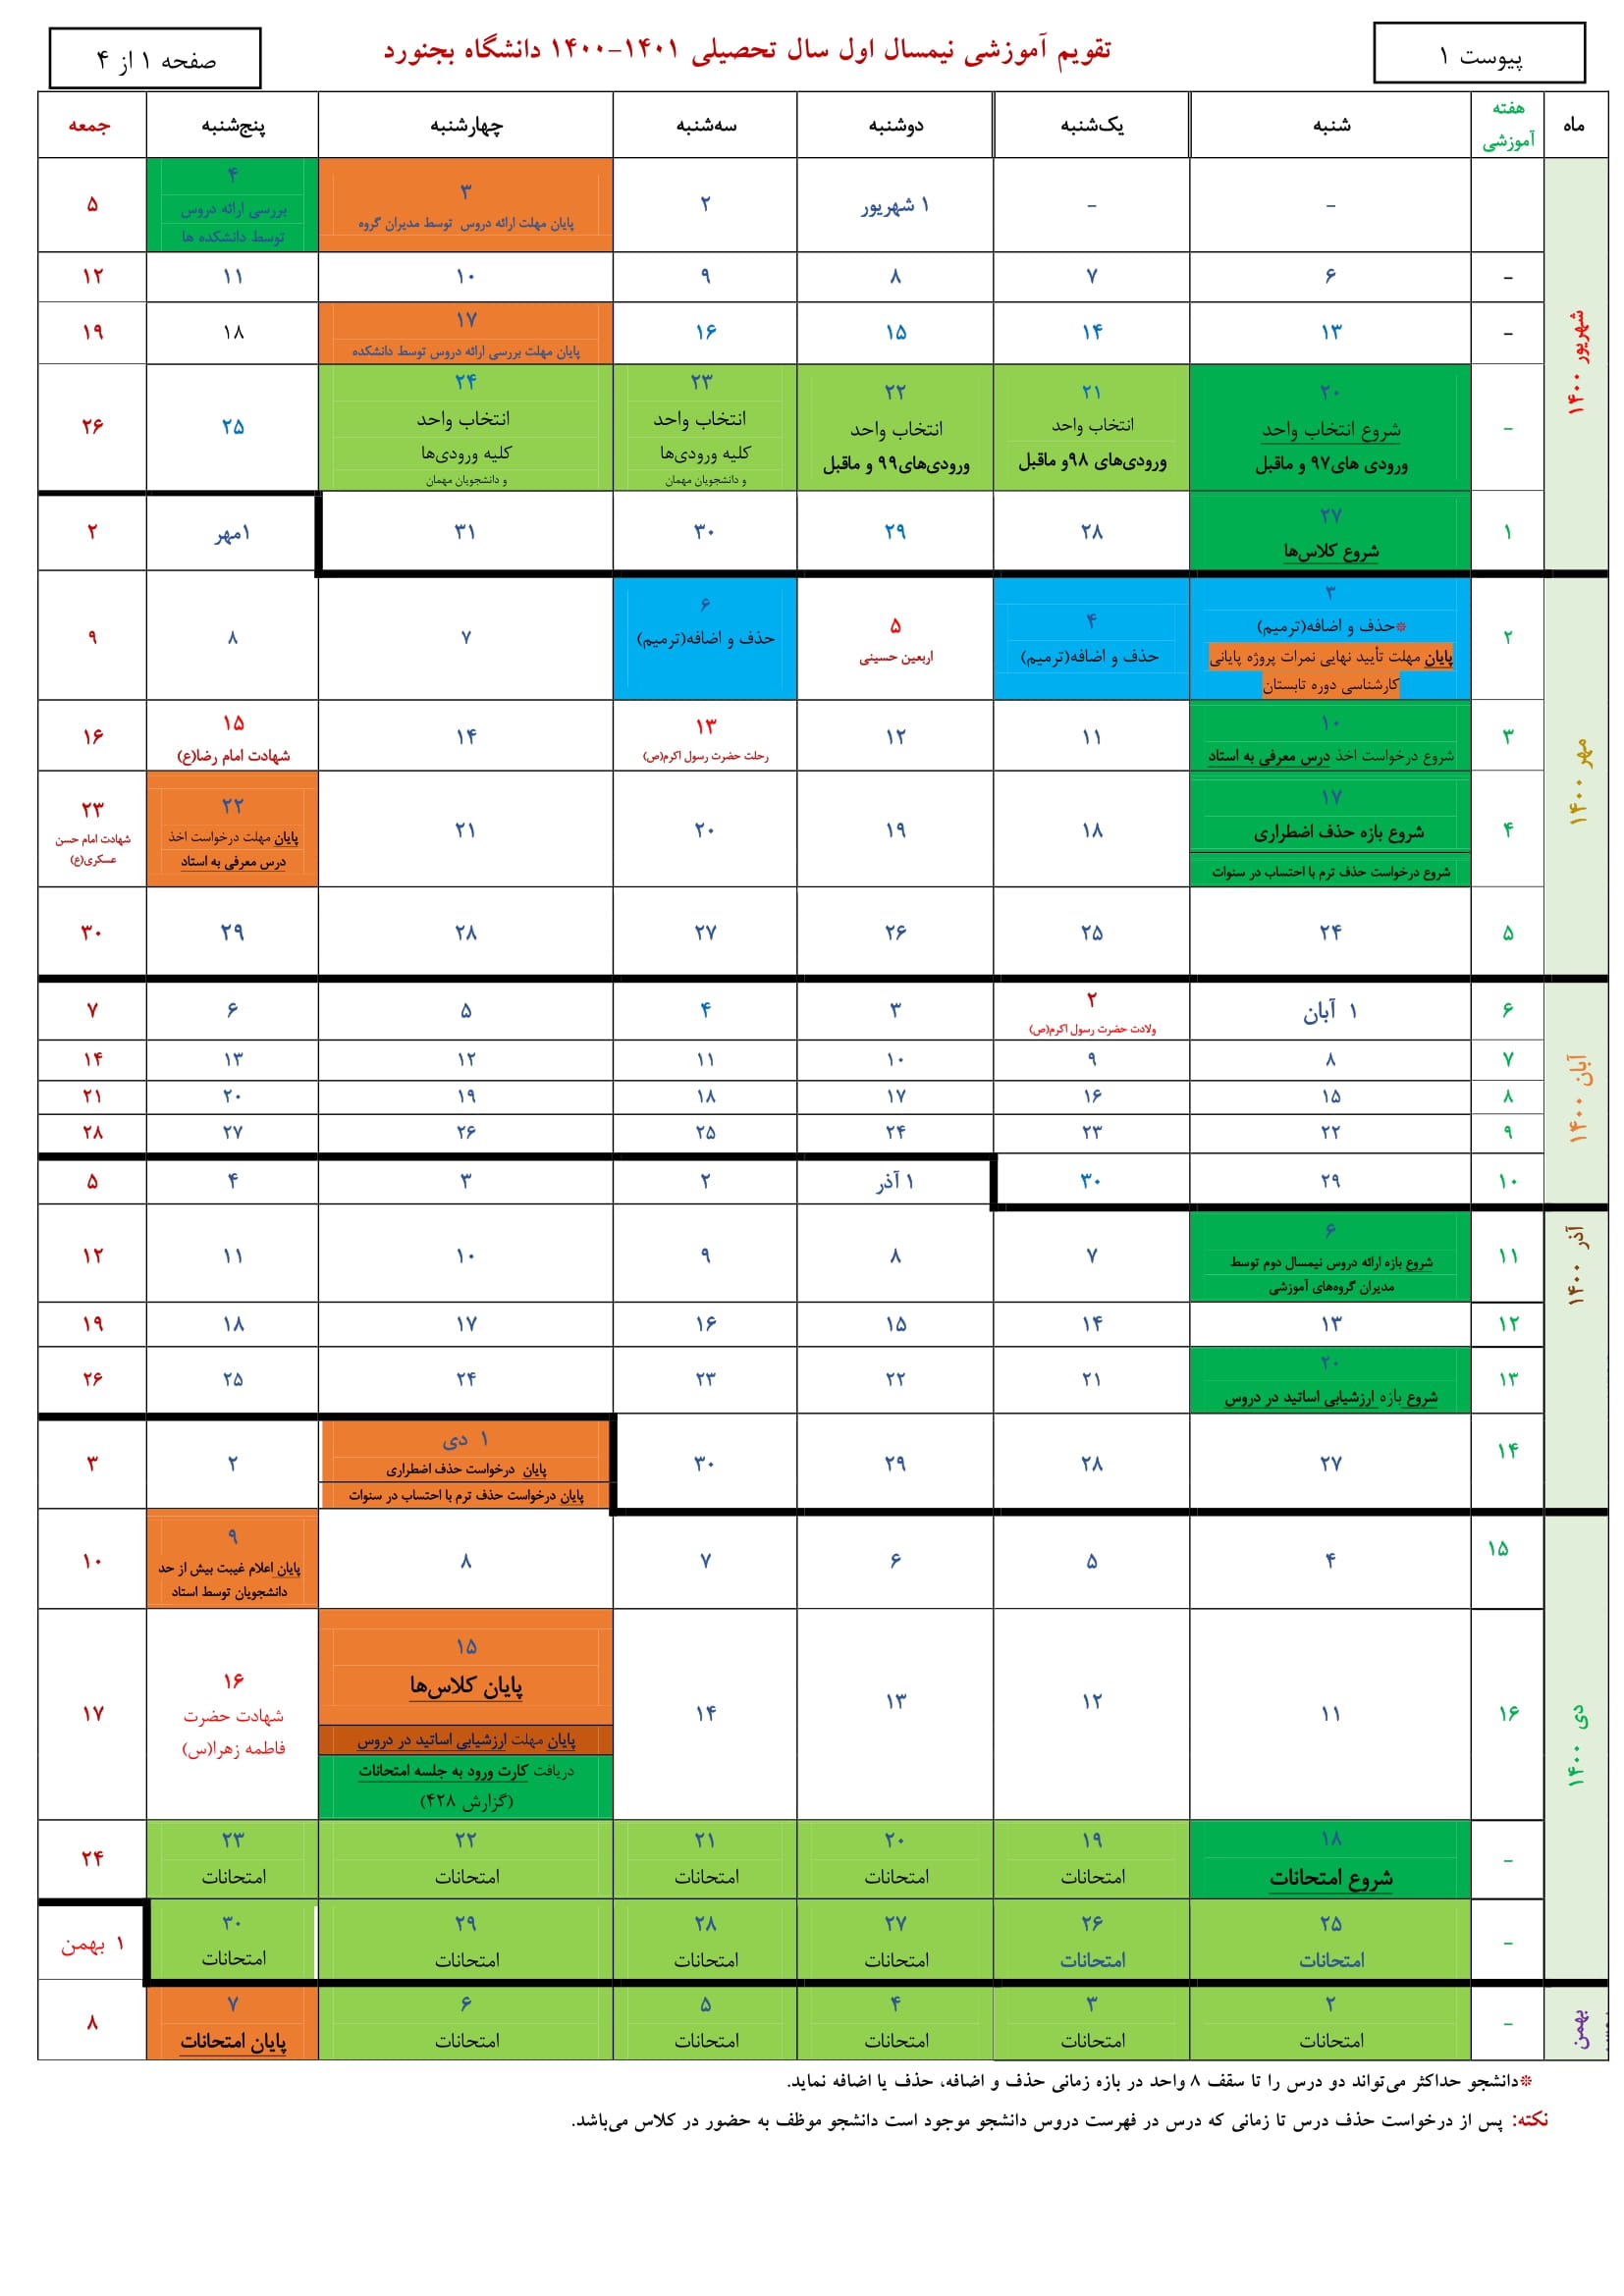 پیوست ۱
تقویم آموزشی نیمسال اول سال تحصیلی ۱۴۰۱-۱۴۰۰ دانشگاه بجنورد
صفحه ۱ از ۴
ماه
هفته
آموزشی
شنبه
یک‌شنبه
دوشنبه
سه‌شنبه
چهارشنبه
پنج‌شنبه
جمعه
شهریور ۱۴۰۰
-
-
۱ شهریور
۲
۳
پایان مهلت ارائه دروس توسط مدیران گروه
۴
بررسی ارائه دروس
توسط دانشکده ها
۵
-
۶
۷
۸
۹
۱۰
۱۱
۱۲
-
۱۳
۱۴
۱۵
۱۶
۱۷
پایان مهلت بررسی ارائه دروس توسط دانشکده
۱۸
۱۹
-
۲۰
شروع انتخاب واحد
ورودی های۹۷ و ماقبل
۲۱
انتخاب واحد
ورودی‌های ۹۸و ماقبل
۲۲
انتخاب واحد
ورودی‌های۹۹ و ماقبل
۲۳
انتخاب واحد
کلیه ورودی‌ها
و دانشجویان مهمان
۲۴
انتخاب واحد
کلیه ورودی‌ها
و دانشجویان مهمان
۲۵
۲۶
۱
۲۷
شروع کلاس‌ها
۲۸
۲۹
۳۰
۳۱
۱مهر
۲
مهر ۱۴۰۰
۲
۳
*حذف و اضافه(ترمیم)
پایان مهلت تأیید نهایی نمرات پروژه پایانی
کارشناسی دوره تابستان
۴
حذف و اضافه(ترمیم)
۵
اربعین حسینی
۶
حذف و اضافه(ترمیم)
۷
۸
۹
۳
۱۰
شروع درخواست اخذ درس معرفی به استاد
۱۱
۱۲
۱۳
رحلت حضرت رسول اکرم(ص)
۱۴
۱۵
شهادت امام رضا(ع)
۱۶
۴
۱۷
شروع بازه حذف اضطراری
شروع درخواست حذف ترم با احتساب در سنوات
۱۸
۱۹
۲۰
۲۱
۲۲
پایان مهلت درخواست اخذ
درس معرفی به استاد
۲۳
شهادت امام حسن
عسکری(ع)
۵
۲۴
۲۵
۲۶
۲۷
۲۸
۲۹
۳۰
آبان ۱۴۰۰
۶
۱ آبان
۲
ولادت حضرت رسول اکرم(ص)
۳
۴
۵
۶
۷
۷
۸
۹
۱۰
۱۱
۱۲
۱۳
۱۴
۸
۱۵
۱۶
۱۷
۱۸
۱۹
۲۰
۲۱
۹
۲۲
۲۳
۲۴
۲۵
۲۶
۲۷
۲۸
۱۰
۲۹
۳۰
۱ آذر
۲
۳
۴
۵
آذر ۱۴۰۰
۱۱
۶
شروع بازه ارائه دروس نیمسال دوم توسط
مدیران گروه‌های آموزشی
۷
۸
۹
۱۰
۱۱
۱۲
۱۲
۱۳
۱۴
۱۵
۱۶
۱۷
۱۸
۱۹
۱۳
۲۰
شروع بازه ارزشیابی اساتید در دروس
۲۱
۲۲
۲۳
۲۴
۲۵
۲۶
۱۴
۲۷
۲۸
۲۹
۳۰
۱ دی
پایان درخواست حذف اضطراری
پایان درخواست حذف ترم با احتساب در سنوات
۲
۳
دی ۱۴۰۰
۱۵
۴
۵
۶
۷
۸
۹
پایان اعلام غیبت بیش از حد
دانشجویان توسط استاد
۱۰
۱۶
۱۱
۱۲
۱۳
۱۴
۱۵
پایان کلاس‌ها
پایان مهلت ارزشیابی اساتید در دروس
دریافت کارت ورود به جلسه امتحانات
(گزارش ۴۲۸)
۱۶
شهادت حضرت
فاطمه زهرا(س)
۱۷
-
۱۸
شروع امتحانات
۱۹
امتحانات
۲۰
امتحانات
۲۱
امتحانات
۲۲
امتحانات
۲۳
امتحانات
۲۴
-
۲۵
امتحانات
۲۶
امتحانات
۲۷
امتحانات
۲۸
امتحانات
۲۹
امتحانات
۳۰
امتحانات
۱ بهمن
بهمن
-
۲
امتحانات
۳
امتحانات
۴
امتحانات
۵
امتحانات
۶
امتحانات
۷
پایان امتحانات
۸
*دانشجو حداکثر می‌تواند دو درس را تا سقف ۸ واحد در بازه زمانی حذف و اضافه، حذف یا اضافه نماید.
نکته: پس از درخواست حذف درس تا زمانی که درس در فهرست دروس دانشجو موجود است دانشجو موظف به حضور در کلاس می‌باشد.